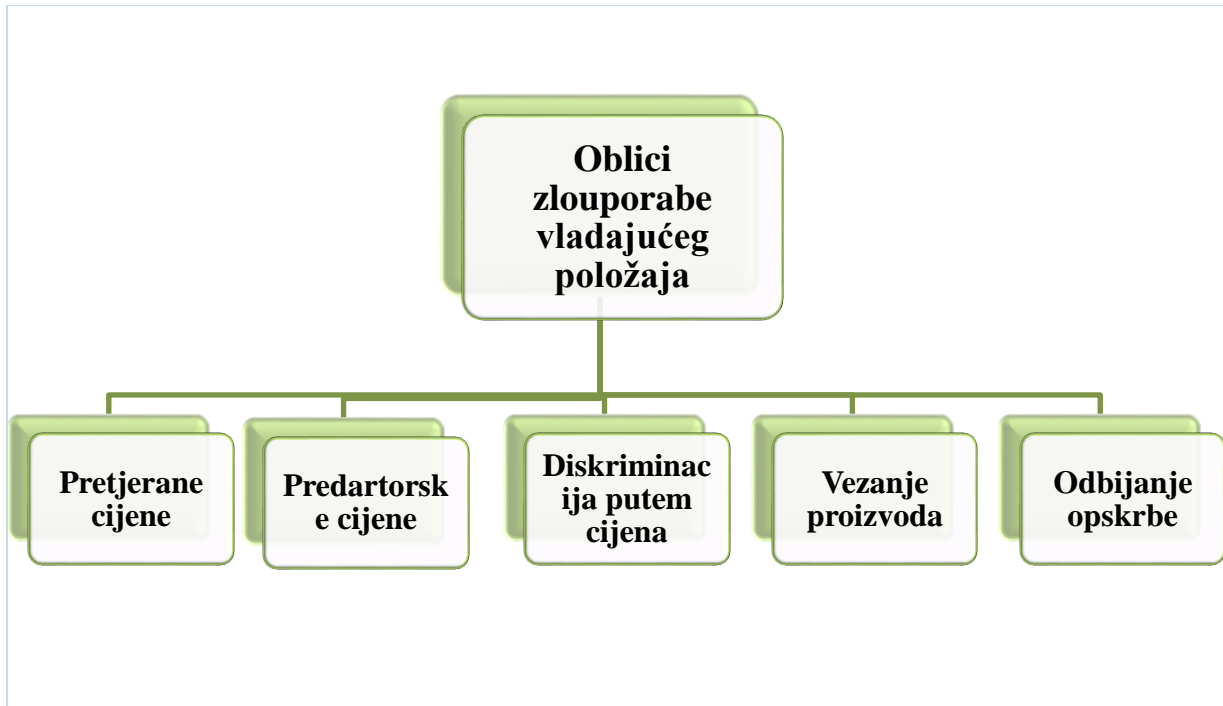 Oblici
zlouporabe
vladajućeg
položaja
Pretjerane
cijene
Predartorsk
e cijene
Diskriminac
ija putem
cijena
Vezanje
proizvoda
Odbijanje
opskrbe